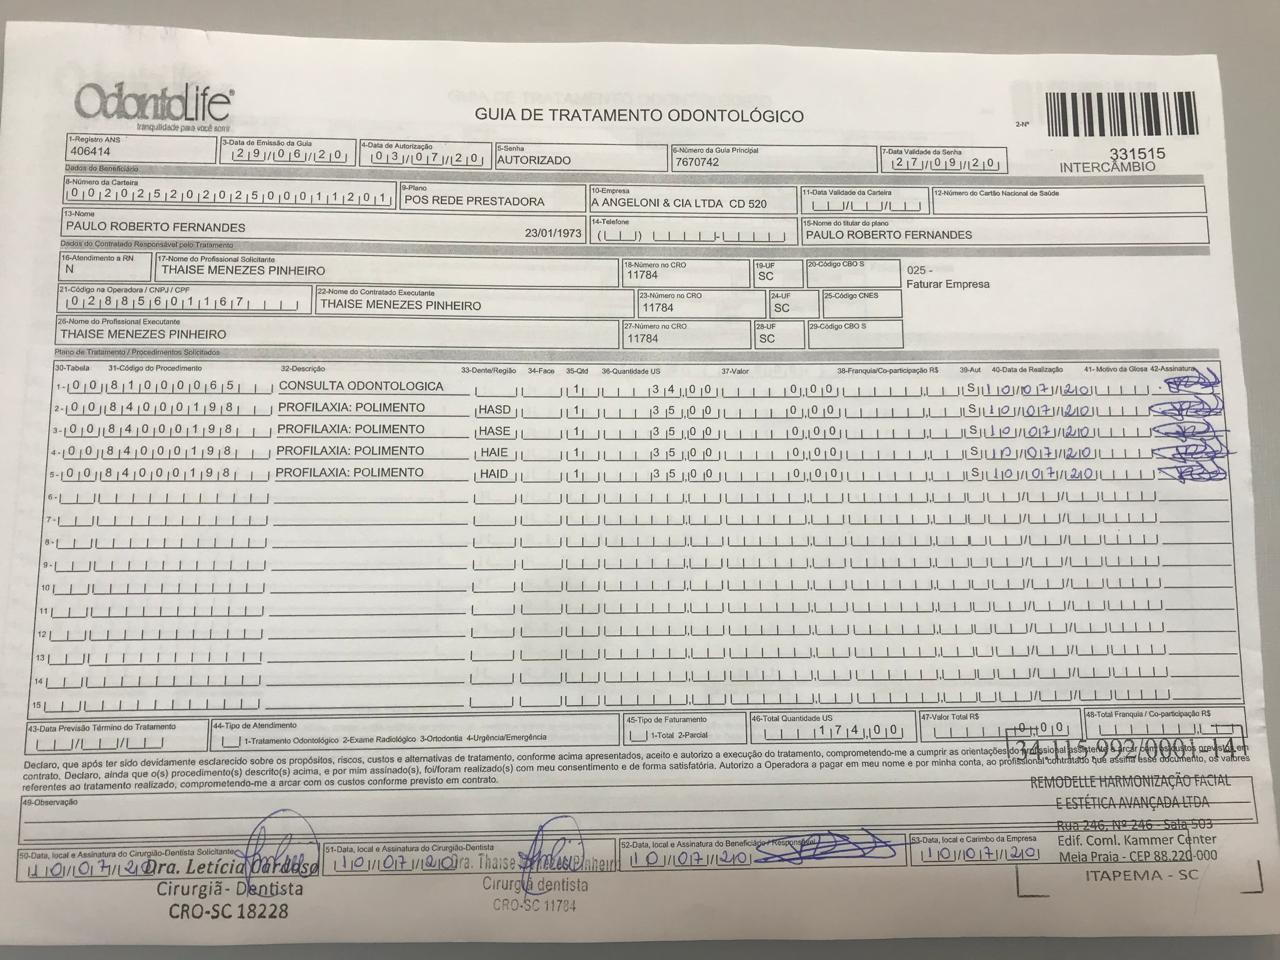 OdontoLife®
tranquilidade para você sorrir
GUIA DE TRATAMENTO ODONTOLÓGICO
2-Nº
331515
INTERCÂMBIO
1-Registro ANS 3-Data de Emissão da Guia 4-Data de Autorização 5-Senha 6-Número da Guia Principal 7-Data Validade da Senha
406414 29/06/20 03/07/20 AUTORIZADO 7670742 27/09/20
Dados do Beneficiário
8-Número da Carteira 9-Plano 10-Empresa 11-Data Validade da Carteira 12-Número do Cartão Nacional de Saúde
00202520202500011201 POS REDE PRESTADORA A ANGELONI & CIA LTDA CD 520
13-Nome 14-Telefone 15-Nome do titular do plano
PAULO ROBERTO FERNANDES 23/01/1973 PAULO ROBERTO FERNANDES
Dados do Contratado Responsável pelo Tratamento
16-Atendimento a RN 17-Nome do Profissional Solicitante 18-Número no CRO 19-UF 20-Código CBO S
N THAISE MENEZES PINHEIRO 11784 SC
025 -
Faturar Empresa
21-Código na Operadora / CNPJ / CPF 22-Nome do Contratado Executante 23-Número no CRO 24-UF 25-Código CNES
02885601167 THAISE MENEZES PINHEIRO 11784 SC
26-Nome do Profissional Executante 27-Número no CRO 28-UF 29-Código CBO S
THAISE MENEZES PINHEIRO 11784 SC
Plano de Tratamento / Procedimentos Solicitados
30-Tabela 31-Código do Procedimento 32-Descrição 33-Dente/Região 34-Face 35-Qtd 36-Quantidade US 37-Valor 38-Franquia/Co-participação R$ 39-Aut 40-Data de Realização 41- Motivo da Glosa 42-Assinatura
1- 00 81000065 CONSULTA ODONTOLOGICA 1 34,00 0,00 S 10/07/20
2- 00 84000198 PROFILAXIA: POLIMENTO HASD 1 35,00 0,00 S 10/07/20
3- 00 84000198 PROFILAXIA: POLIMENTO HASE 1 35,00 0,00 S 10/07/20
4- 00 84000198 PROFILAXIA: POLIMENTO HAIE 1 35,00 0,00 S 10/07/20
5- 00 84000198 PROFILAXIA: POLIMENTO HAID 1 35,00 0,00 S 10/07/20
6-
7-
8-
9-
10
11
12
13
14
15
43-Data Previsão Término do Tratamento 44-Tipo de Atendimento 45-Tipo de Faturamento 46-Total Quantidade US 47-Valor Total R$ 48-Total Franquia / Co-participação R$
1-Tratamento Odontológico 2-Exame Radiológico 3-Ortodontia 4-Urgência/Emergência 1-Total 2-Parcial 174,00 0,00
Declaro, que após ter sido devidamente esclarecido sobre os propósitos, riscos, custos e alternativas de tratamento, conforme acima apresentados, aceito e autorizo a execução do tratamento, comprometendo-me a cumprir as orientações do profissional assistente e arcar com os custos previstos em
contrato. Declaro, ainda que o(s) procedimento(s) descrito(s) acima, e por mim assinado(s), foi/foram realizado(s) com meu consentimento e de forma satisfatória. Autorizo a Operadora a pagar em meu nome e por minha conta, ao profissional contratado que assina esse documento, os valores
referentes ao tratamento realizado, comprometendo-me a arcar com os custos conforme previsto em contrato.
49-Observação
REMODELLE HARMONIZAÇÃO FACIAL
E ESTÉTICA AVANÇADA LTDA
Rua 246, Nº 246 - Sala 503
Edif. Coml. Kammer Center
Meia Praia - CEP 88.220-000
ITAPEMA - SC
50-Data, local e Assinatura do Cirurgião-Dentista Solicitante 51-Data, local e Assinatura do Cirurgião-Dentista 52-Data, local e Assinatura do Beneficiário / Responsável 53-Data, local e Carimbo da Empresa
10/07/20 10/07/20 10/07/20 10/07/20
Dra. Letícia Cardoso
Cirurgiã- Dentista
CRO-SC 18228
Dra. Thaise Menezes Pinheiro
Cirurgiã dentista
CRO-SC 11784